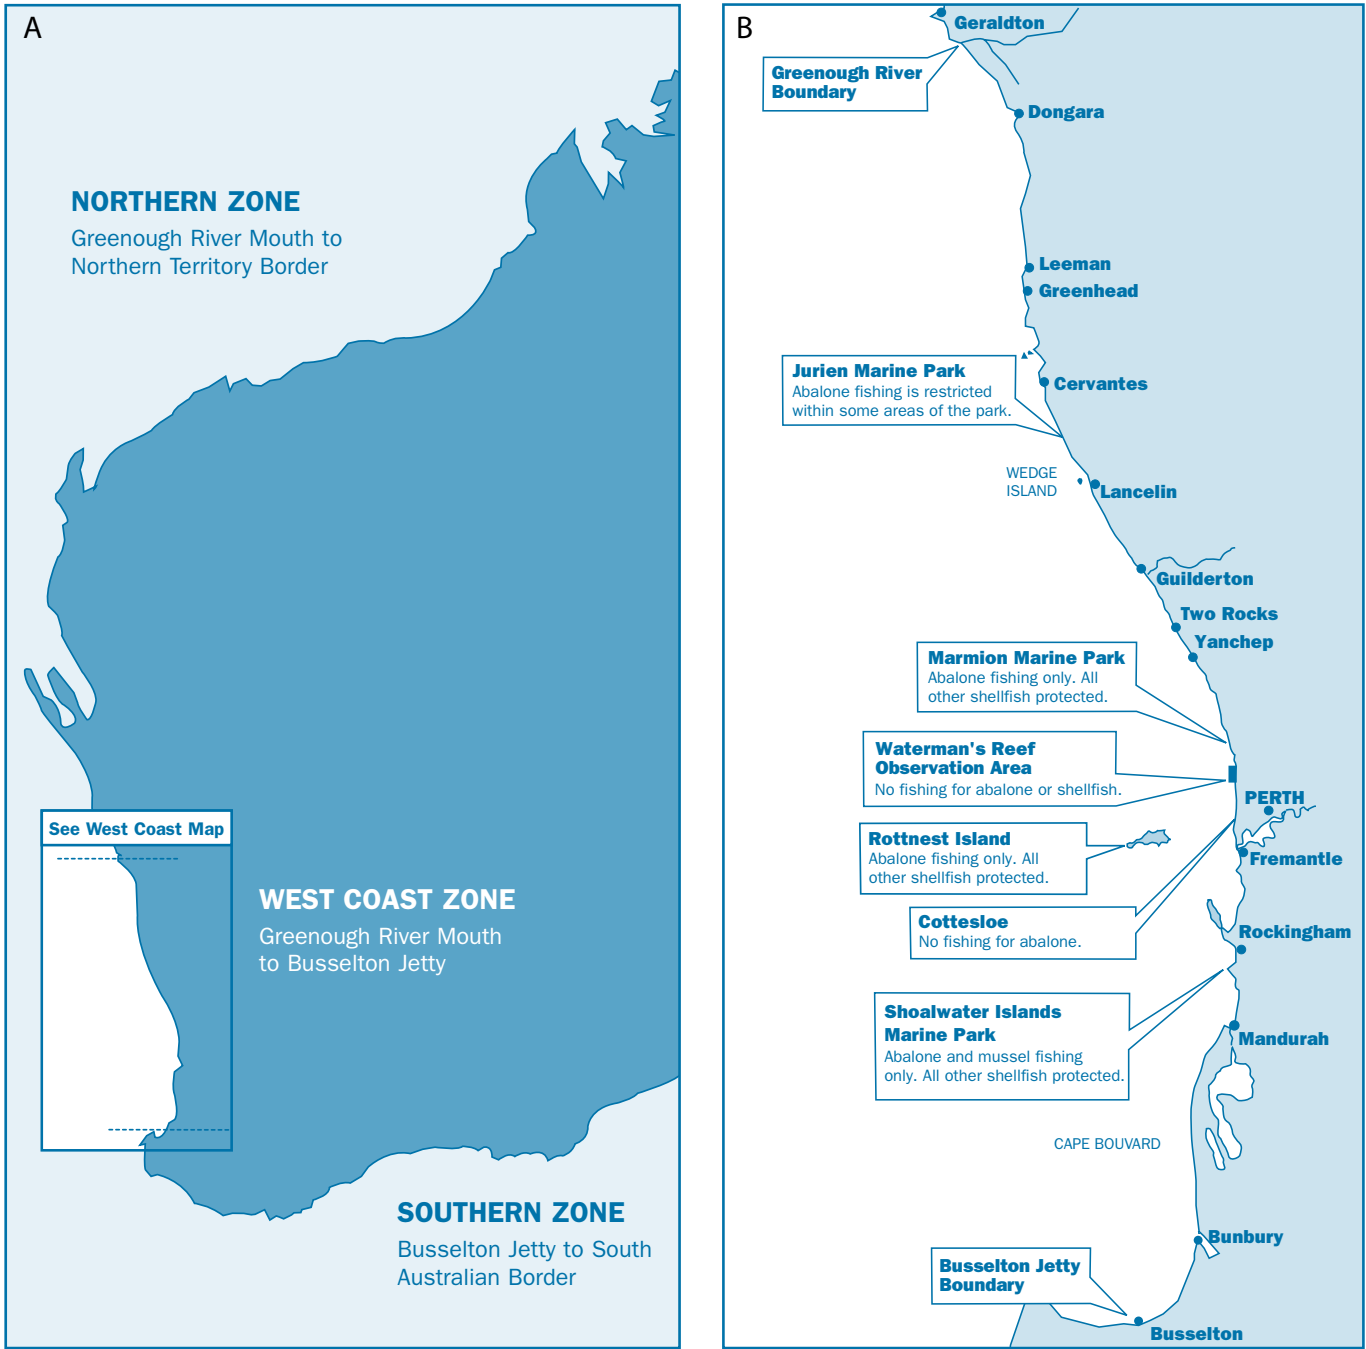 A
NORTHERN ZONE
Greenough River Mouth to
Northern Territory Border
See West Coast Map
WEST COAST ZONE
Greenough River Mouth
to Busselton Jetty
SOUTHERN ZONE
Busselton Jetty to South
Australian Border
B
Geraldton
Greenough River
Boundary
Dongara
Leeman
Greenhead
Jurien Marine Park
Abalone fishing is restricted
within some areas of the park.
Cervantes
WEDGE
ISLAND
Lancelin
Guilderton
Two Rocks
Yanchep
Marmion Marine Park
Abalone fishing only. All
other shellfish protected.
Waterman's Reef
Observation Area
No fishing for abalone or shellfish.
PERTH
Rottnest Island
Abalone fishing only. All
other shellfish protected.
Fremantle
Cottesloe
No fishing for abalone.
Rockingham
Shoalwater Islands
Marine Park
Abalone and mussel fishing
only. All other shellfish protected.
Mandurah
CAPE BOUVARD
Bunbury
Busselton Jetty
Boundary
Busselton